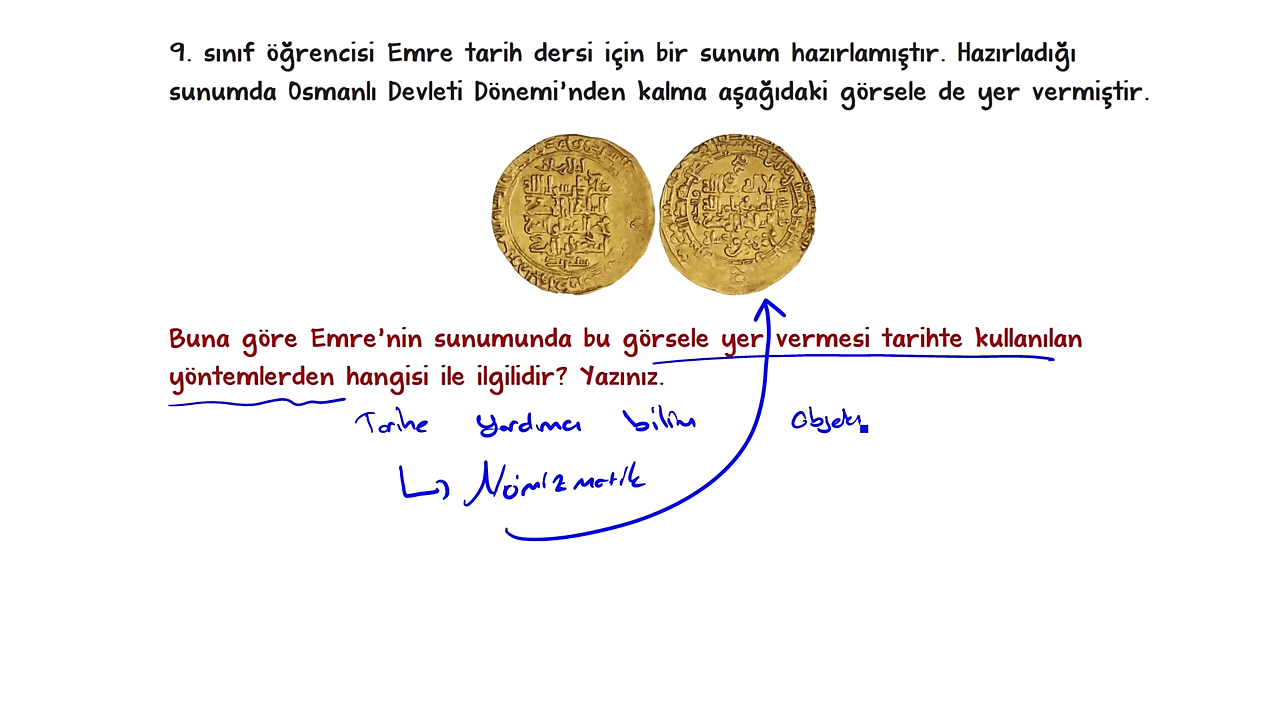 9. sınıf öğrencisi Emre tarih dersi için bir sunum hazırlamıştır. Hazırladığı
sunumda Osmanlı Devleti Dönemi'nden kalma aşağıdaki görsele de yer vermiştir.
Buna göre Emre'nin sunumunda bu görsele yer vermesi tarihte kullanılan
yöntemlerden hangisi ile ilgilidir? Yazınız.
Tarihe yardımcı bilim
Nümizmatik